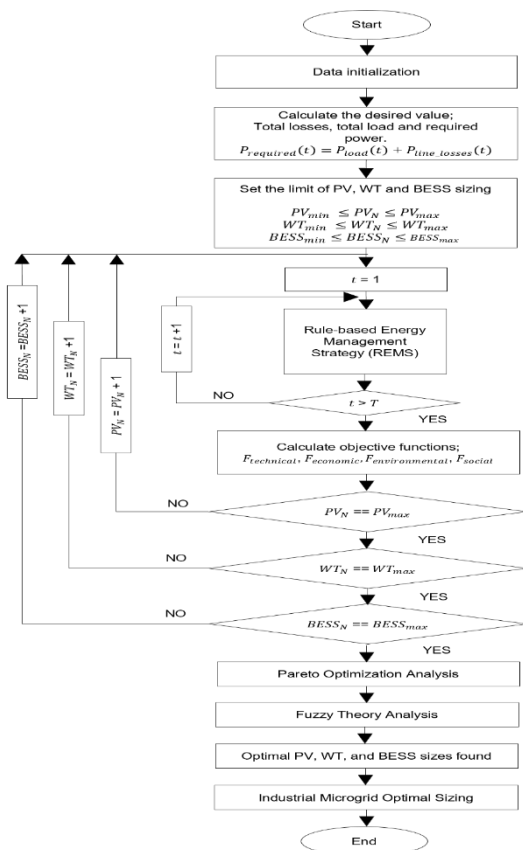 Start
Data initialization
Calculate the desired value;
Total losses, total load and required
power.
P_required(t) = P_load(t) + P_line_losses(t)
Set the limit of PV, WT and BESS sizing
PV_min ≤ PV_N ≤ PV_max
WT_min ≤ WT_N ≤ WT_max
BESS_min ≤ BESS_N ≤ BESS_max
t = 1
BESS_N = BESS_N + 1
WT_N = WT_N + 1
PV_N = PV_N + 1
t = t + 1
Rule-based Energy
Management
Strategy (REMS)
NO
t > T
YES
Calculate objective functions;
F_technical, F_economic, F_environmental, F_social
NO
PV_N == PV_max
YES
NO
WT_N == WT_max
YES
NO
BESS_N == BESS_max
YES
Pareto Optimization Analysis
Fuzzy Theory Analysis
Optimal PV, WT, and BESS sizes found
Industrial Microgrid Optimal Sizing
End